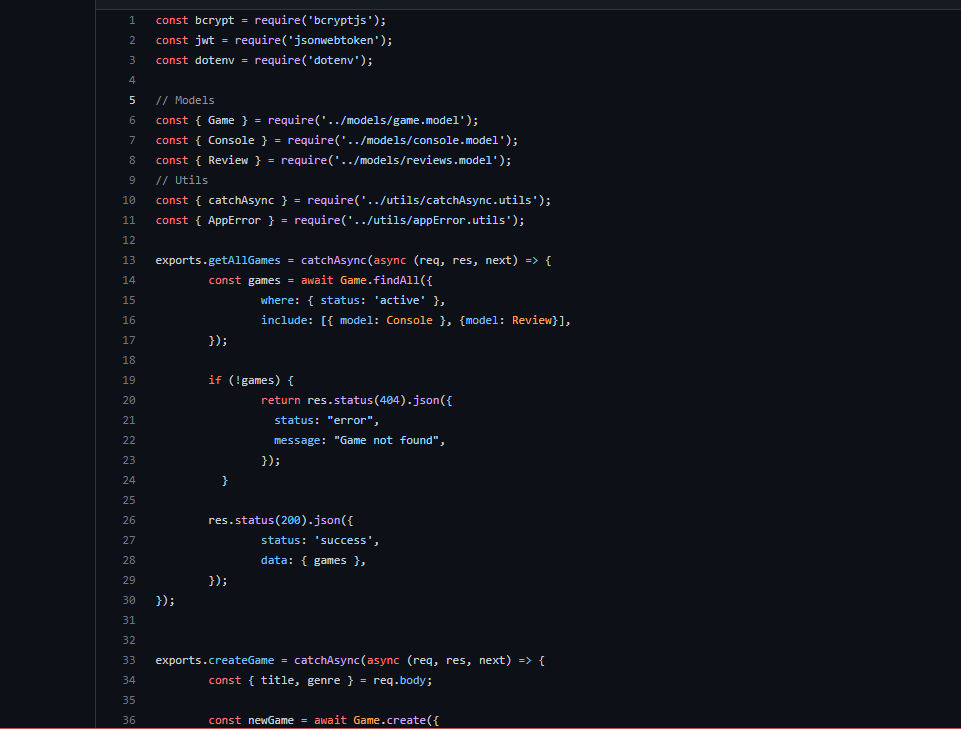 1 const bcrypt = require('bcryptjs');
2 const jwt = require('jsonwebtoken');
3 const dotenv = require('dotenv');
4
5 // Models
6 const { Game } = require('../models/game.model');
7 const { Console } = require('../models/console.model');
8 const { Review } = require('../models/reviews.model');
9 // Utils
10 const { catchAsync } = require('../utils/catchAsync.utils');
11 const { AppError } = require('../utils/appError.utils');
12
13 exports.getAllGames = catchAsync(async (req, res, next) => {
14         const games = await Game.findAll({
15                 where: { status: 'active' },
16                 include: [{ model: Console }, {model: Review}],
17         });
18
19         if (!games) {
20                 return res.status(404).json({
21                   status: "error",
22                   message: "Game not found",
23                 });
24           }
25
26         res.status(200).json({
27                 status: 'success',
28                 data: { games },
29         });
30 });
31
32
33 exports.createGame = catchAsync(async (req, res, next) => {
34         const { title, genre } = req.body;
35
36         const newGame = await Game.create({